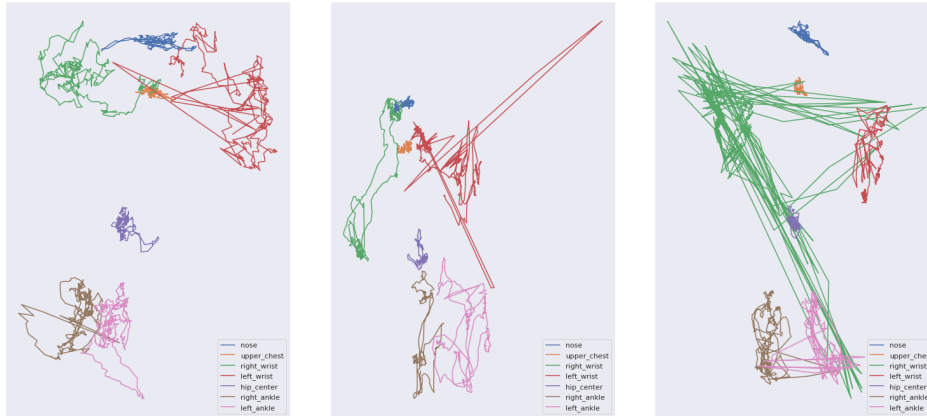 nose
upper_chest
right_wrist
left_wrist
hip_center
right_ankle
left_ankle
nose
upper_chest
right_wrist
left_wrist
hip_center
right_ankle
left_ankle
nose
upper_chest
right_wrist
left_wrist
hip_center
right_ankle
left_ankle